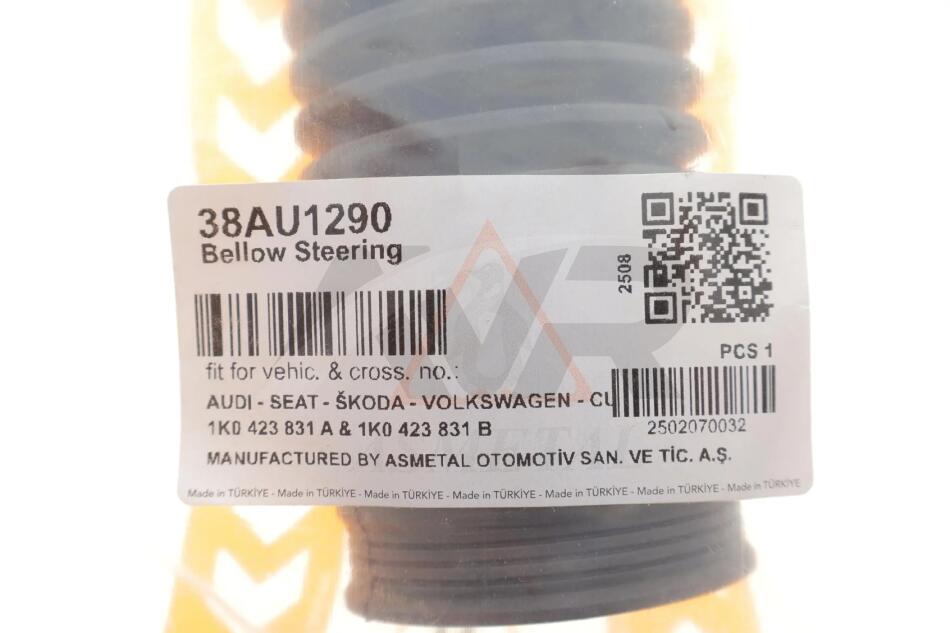 38AU1290
Bellow Steering
2508
PCS 1
fit for vehic. & cross. no.:
AUDI - SEAT - ŠKODA - VOLKSWAGEN - CU
1K0 423 831 A & 1K0 423 831 B
2502070032
MANUFACTURED BY ASMETAL OTOMOTİV SAN. VE TİC. A.Ş.
Made in TÜRKİYE - Made in TÜRKİYE - Made in TÜRKİYE - Made in TÜRKİYE - Made in TÜRKİYE - Made in TÜRKİYE - Made in TÜRKİYE
ASMETAL